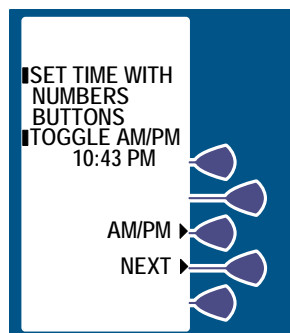 SET TIME WITH
NUMBERS
BUTTONS
TOGGLE AM/PM
10:43 PM
AM/PM
NEXT